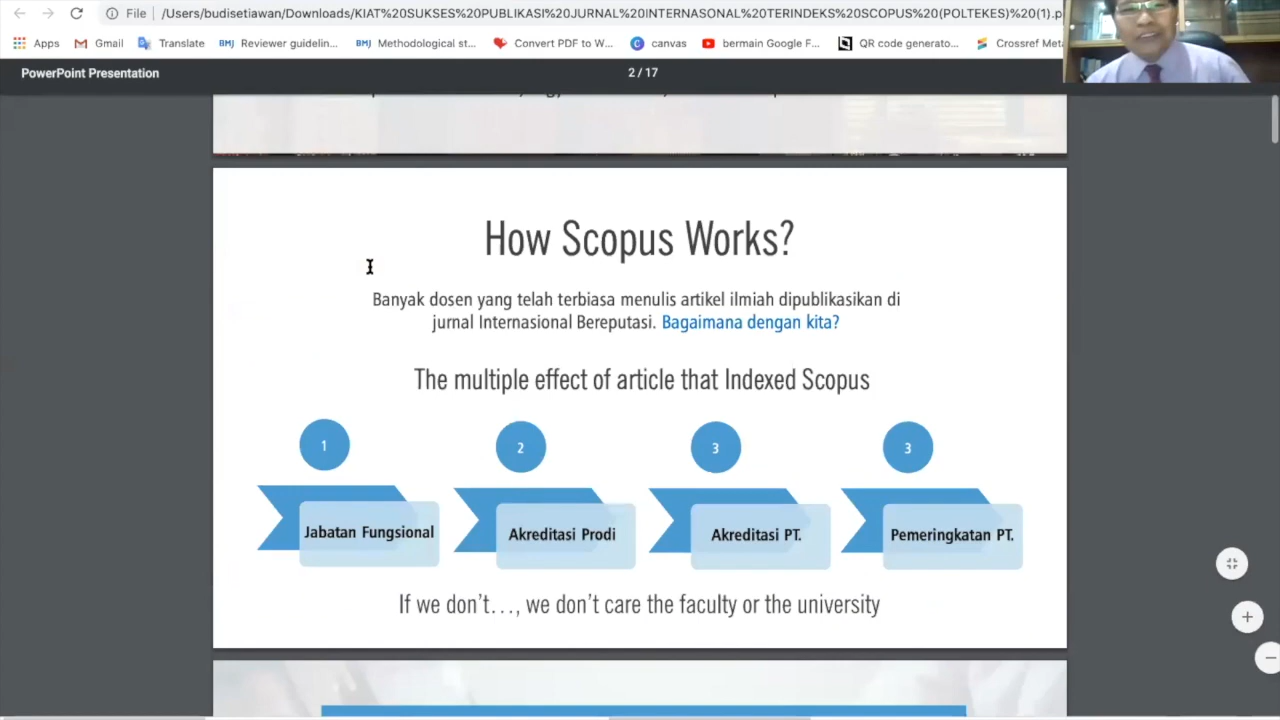 File
/Users/budisetiawan/Downloads/KIAT%20SUKSES%20PUBLIKASI%20JURNAL%20INTERNASONAL%20TERINDEKS%20SCOPUS%20(POLTEKES)%20(1).p
Apps
Gmail
Translate
BMJ Reviewer guidelin...
BMJ Methodological st...
Convert PDF to W...
canvas
bermain Google F...
QR code generato...
Crossref Met
PowerPoint Presentation
2 / 17
How Scopus Works?
Banyak dosen yang telah terbiasa menulis artikel ilmiah dipublikasikan di
jurnal Internasional Bereputasi. Bagaimana dengan kita?
The multiple effect of article that Indexed Scopus
1
2
3
3
Jabatan Fungsional
Akreditasi Prodi
Akreditasi PT.
Pemeringkatan PT.
If we don't..., we don't care the faculty or the university